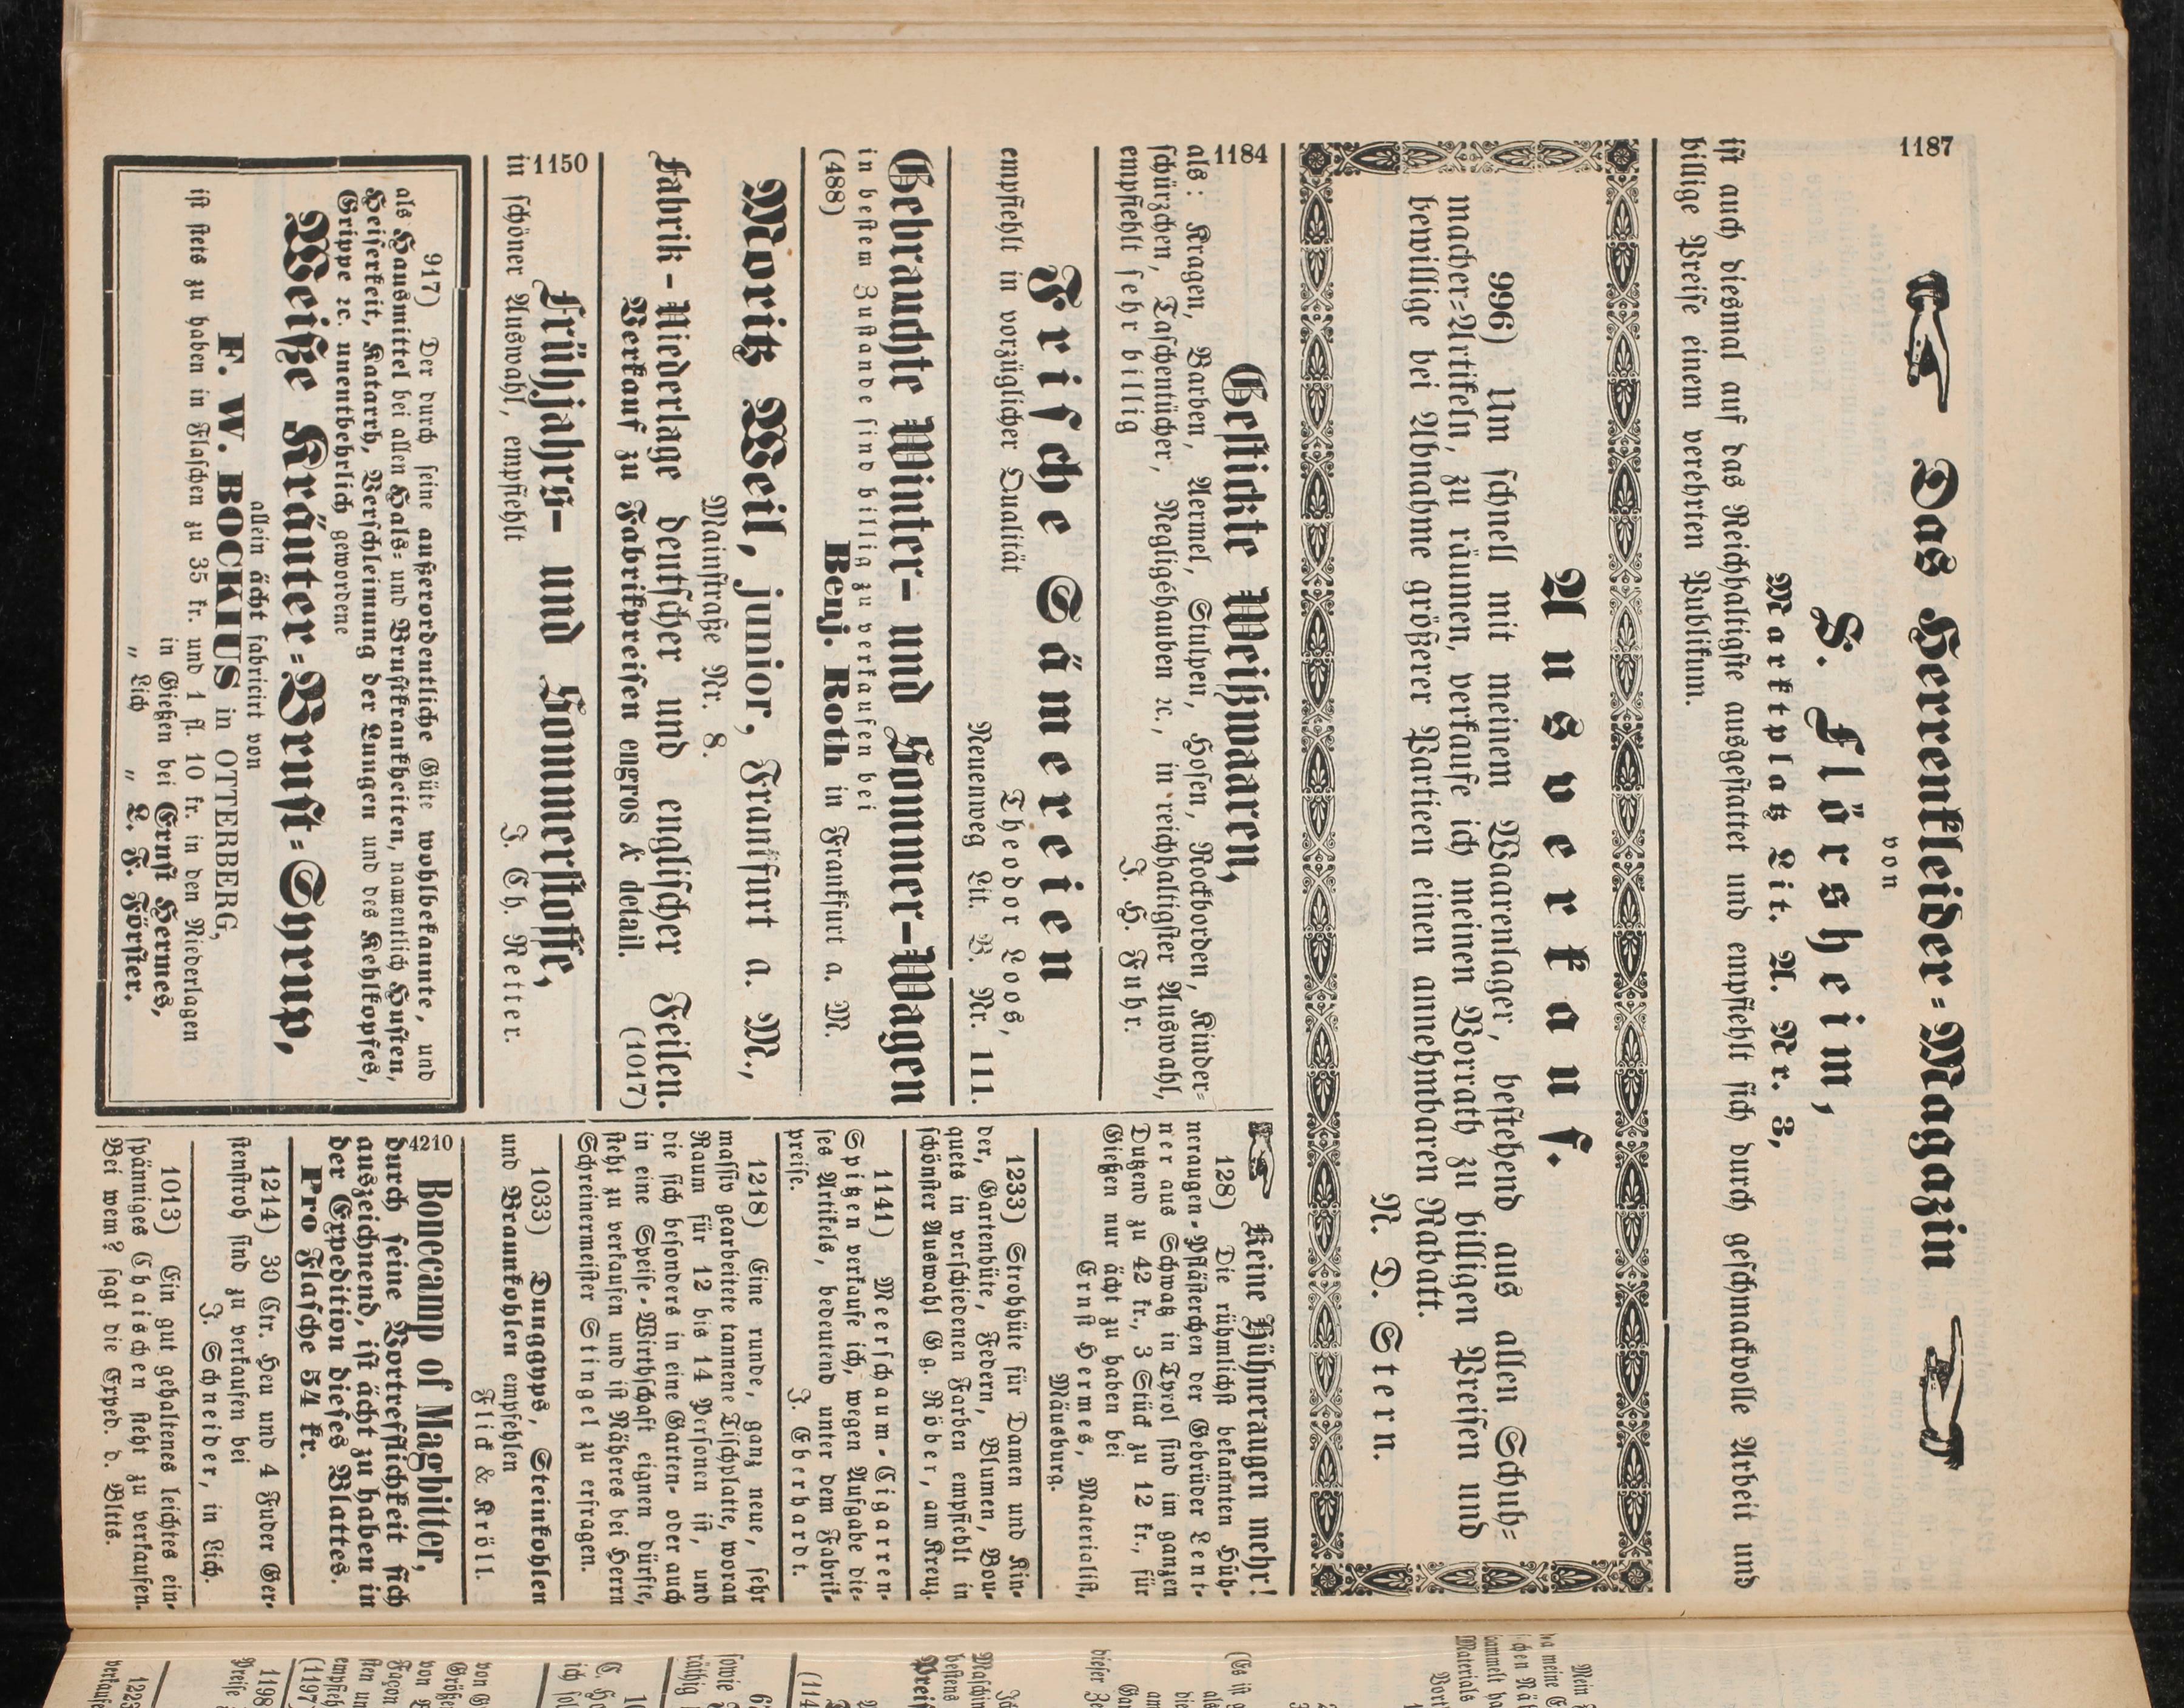 1187
Das Herrenkleider-Magazin
von
S. Flörsheim,
Marktplatz Lit. A. Nr. 3,
ist auch diesmal auf das Reichhaltigste ausgestattet und empfiehlt sich durch geschmackvolle Arbeit und
billige Preise einem verehrten Publikum.
Ausverkauf.
996) Um schnell mit meinem Waarenlager, bestehend aus allen Schuh-
macher-Artikeln, zu räumen, verkaufe ich meinen Vorrath zu billigen Preisen und
bewillige bei Abnahme größerer Partieen einen annehmbaren Rabatt.
N. D. Stern.
1184
Gestickte Weißwaaren,
als: Kragen, Barben, Aermel, Stulpen, Hosen, Rockborden, Kinder-
schürzchen, Taschentücher, Negligéhauben ꝛc., in reichhaltigster Auswahl,
empfiehlt sehr billig
J. H. Fuhr.
Frische Sämereien
empfiehlt in vorzüglicher Qualität
Theodor Loos,
Neuenweg Lit. B. Nr. 111.
Gebrauchte Winter- und Sommer-Wagen
in bestem Zustande sind billig zu verkaufen bei
(488) Benj. Roth in Frankfurt a. M.
Moritz Weil, junior, Frankfurt a. M.,
Mainstraße Nr. 8.
Fabrik-Niederlage deutscher und englischer Feilen.
Verkauf zu Fabrikpreisen engros & detail. (1017)
1150
Frühjahrs- und Sommerstoffe,
in schöner Auswahl, empfiehlt
J. Ch. Retter.
917) Der durch seine außerordentliche Güte wohlbekannte, und
als Hausmittel bei allen Hals- und Brustkrankheiten, namentlich Husten,
Heiserkeit, Katarrh, Verschleimung der Lungen und des Kehlkopfes,
Grippe ꝛc. unentbehrlich gewordene
Weiße Kräuter-Brust-Syrup,
allein ächt fabricirt von
F. W. BOCKIUS in OTTERBERG,
ist stets zu haben in Flaschen zu 35 kr. und 1 fl. 10 kr. in den Niederlagen
in Gießen bei Ernst Hermes,
„ Lich „ L. F. Förster.
Keine Hühneraugen mehr!
128) Die rühmlichst bekannten Hüh-
neraugen-Pflästerchen der Gebrüder Lent-
ner aus Schwatz in Tyrol sind im ganzen
Dutzend zu 42 kr., 3 Stück zu 12 kr., für
Gießen nur ächt zu haben bei
Ernst Hermes, Materialist,
Mäusburg.
1233) Strohhüte für Damen und Kin-
der, Gartenhüte, Federn, Blumen, Bou-
quets in verschiedenen Farben empfiehlt in
schönster Auswahl Gg. Röber, am Kreuz.
1141) Meerschaum-Cigarren-
Spitzen verkaufe ich, wegen Aufgabe die-
ses Artikels, bedeutend unter dem Fabrik-
preise.
J. Eberhardt.
1218) Eine runde, ganz neue, sehr
massiv gearbeitete tannene Tischplatte, woran
Raum für 12 bis 14 Personen ist, und
die sich besonders in eine Garten- oder auch
in eine Speise-Wirthschaft eignen dürfte,
steht zu verkaufen und ist Näheres bei Herrn
Schreinermeister Stingel zu erfragen.
1033) Dunggyps, Steinkohlen
und Braunkohlen empfehlen
Flick & Kröll.
4210
Bonecamp of Magbitter,
durch seine Vortrefflichkeit sich
auszeichnend, ist ächt zu haben in
der Expedition dieses Blattes.
Pro Flasche 54 kr.
1214) 30 Ctr. Heu und 4 Fuder Ger-
stenstroh sind zu verkaufen bei
J. Schneider, in Lich.
1013) Ein gut gehaltenes leichtes ein-
spänniges Chaischen steht zu verkaufen.
Bei wem? sagt die Exped. d. Bltts.